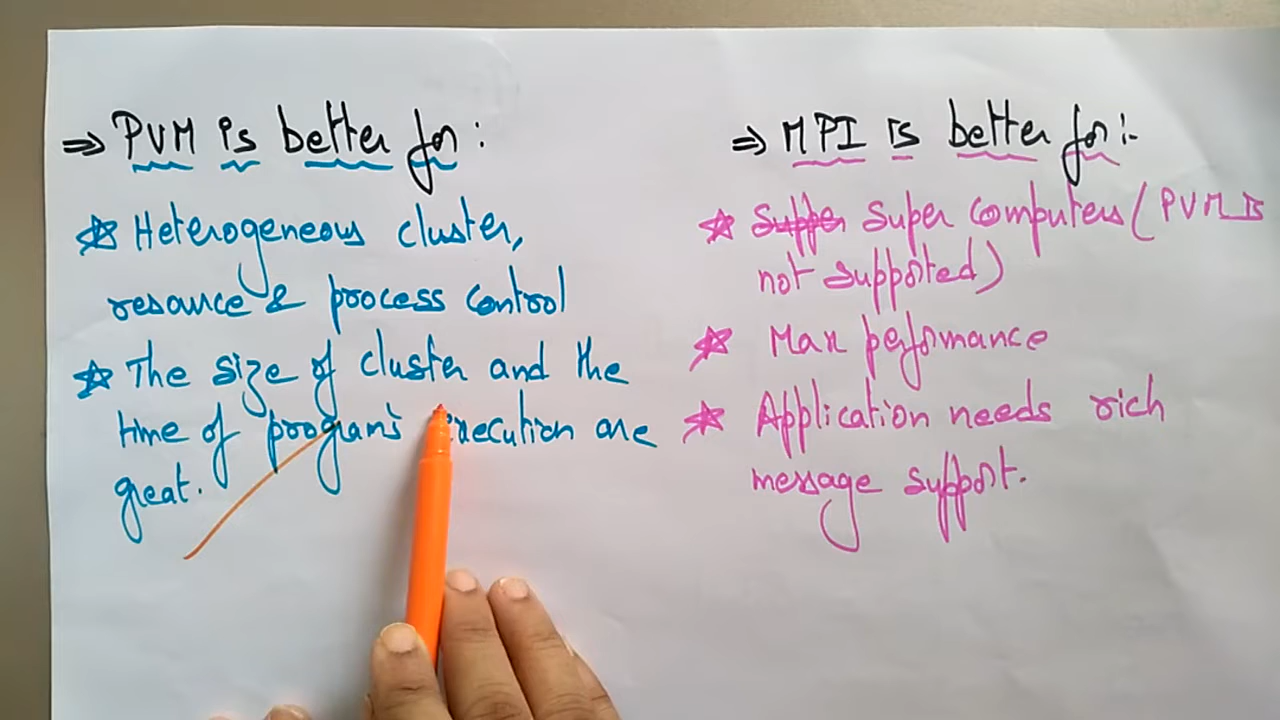 ⇒ PVM is better for:
☆ Heterogeneous cluster,
resource & process control
☆ The size of cluster and the
time of program's execution are
great.
⇒ MPI is better for:-
☆ Supper Super Computers (PVM is
not supported)
☆ Max performance
☆ Application needs rich
message support.